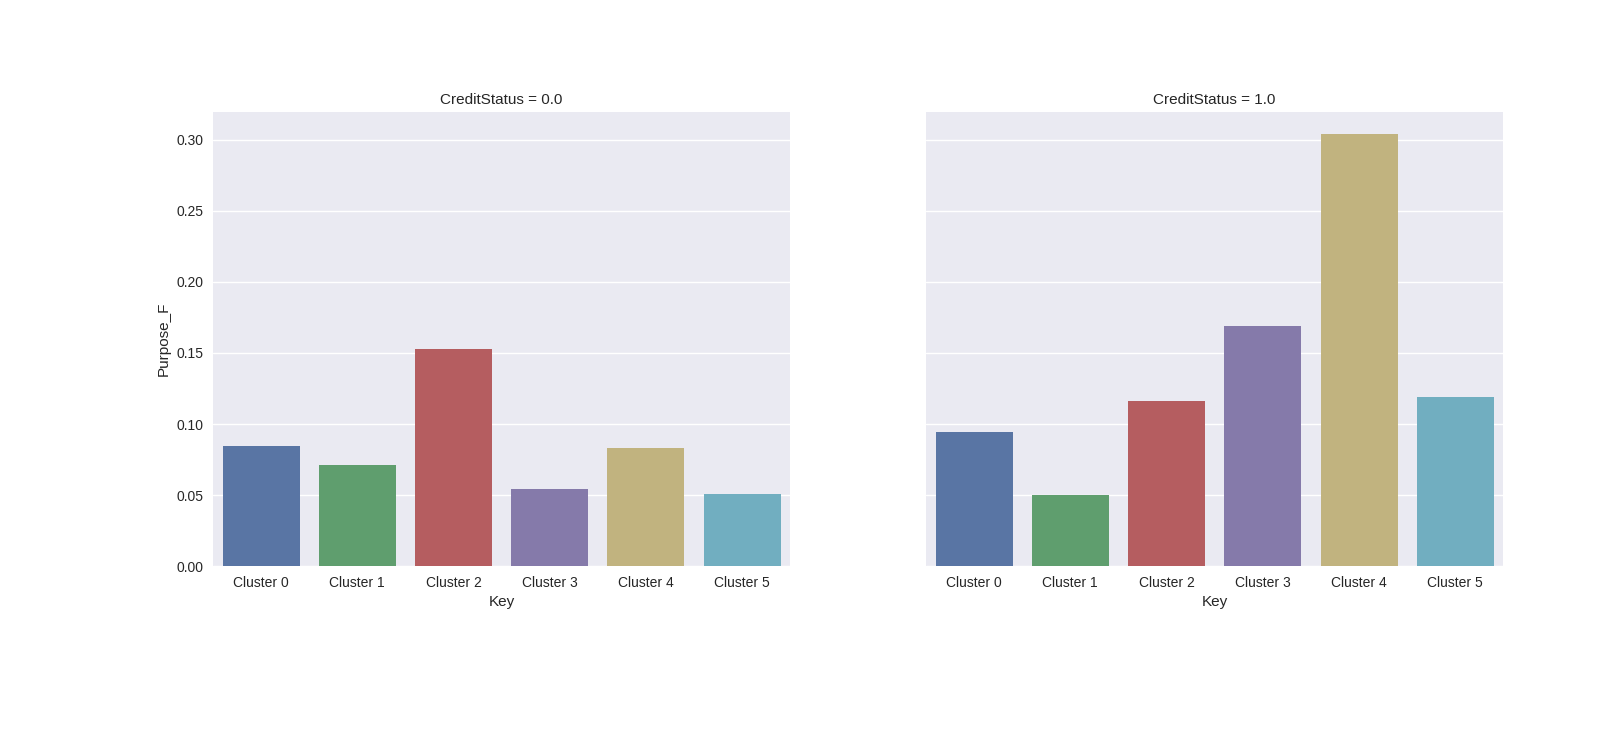 CreditStatus = 0.0
CreditStatus = 1.0
0.30
0.25
0.20
0.15
0.10
0.05
0.00
Purpose_F
Cluster 0 Cluster 1 Cluster 2 Cluster 3 Cluster 4 Cluster 5
Key
Cluster 0 Cluster 1 Cluster 2 Cluster 3 Cluster 4 Cluster 5
Key